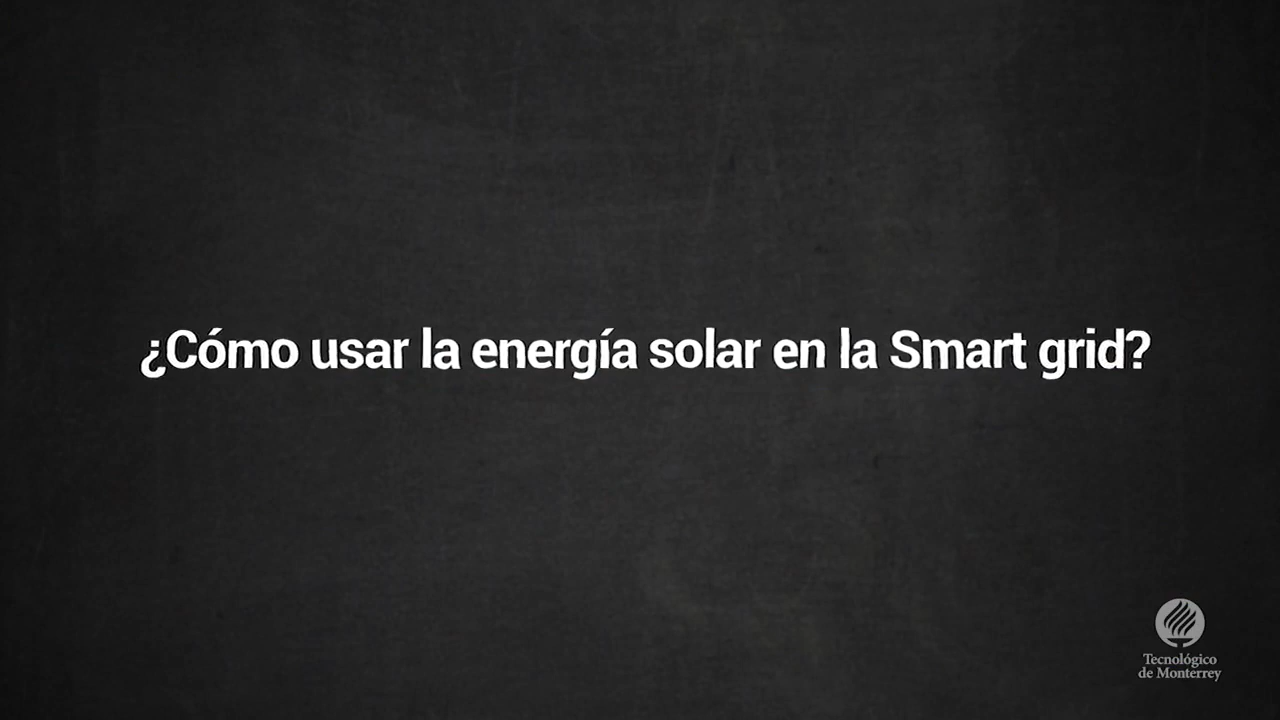 ¿Cómo usar la energía solar en la Smart grid?
Tecnológico
de Monterrey